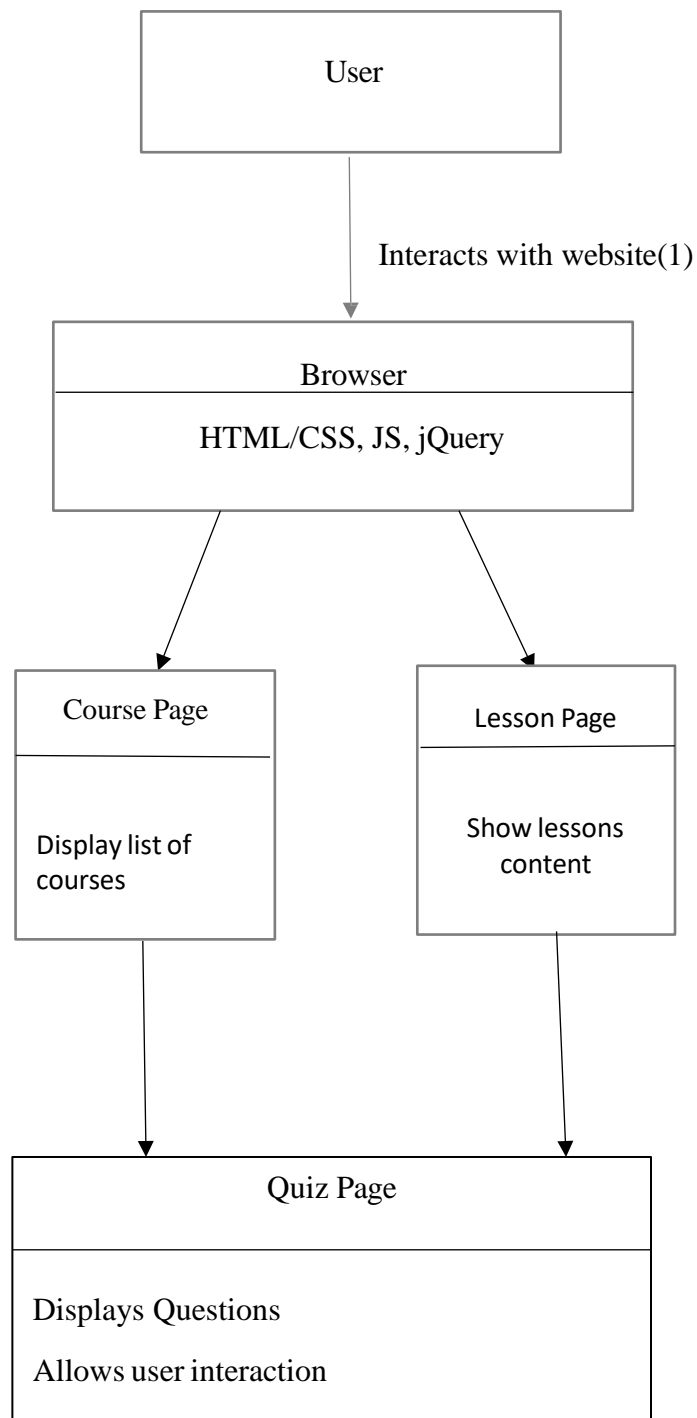 User
Interacts with website(1)
Browser
HTML/CSS, JS, jQuery
Course Page
Display list of
courses
Lesson Page
Show lessons
content
Quiz Page
Displays Questions
Allows user interaction